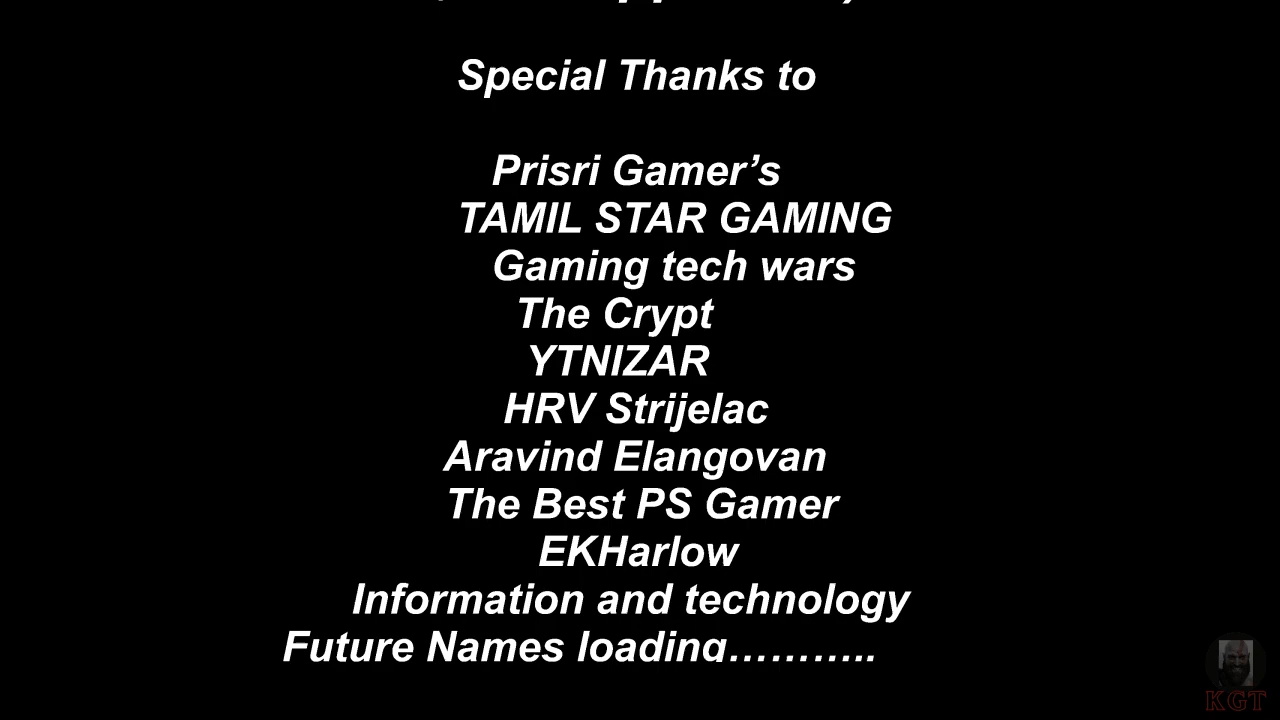 Special Thanks to
Prisri Gamer’s
TAMIL STAR GAMING
Gaming tech wars
The Crypt
YTNIZAR
HRV Strijelac
Aravind Elangovan
The Best PS Gamer
EKHarlow
Information and technology
Future Names loading………..
KGT